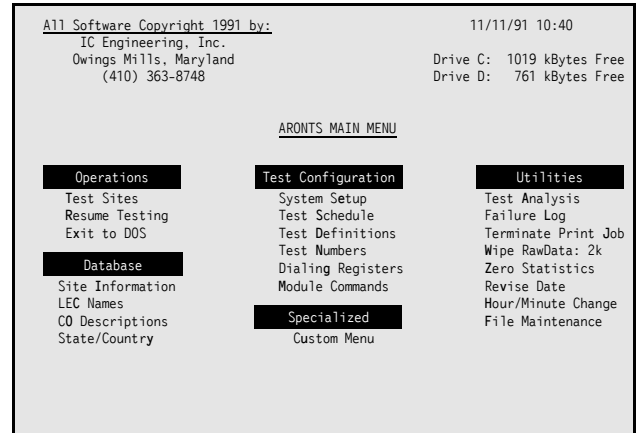 All Software Copyright 1991 by:
IC Engineering, Inc.
Owings Mills, Maryland
(410) 363-8748
11/11/91 10:40
Drive C: 1019 kBytes Free
Drive D: 761 kBytes Free
ARONTS MAIN MENU
Operations
Test Sites
Resume Testing
Exit to DOS
Database
Site Information
LEC Names
CO Descriptions
State/Country
Test Configuration
System Setup
Test Schedule
Test Definitions
Test Numbers
Dialing Registers
Module Commands
Specialized
Custom Menu
Utilities
Test Analysis
Failure Log
Terminate Print Job
Wipe RawData: 2k
Zero Statistics
Revise Date
Hour/Minute Change
File Maintenance